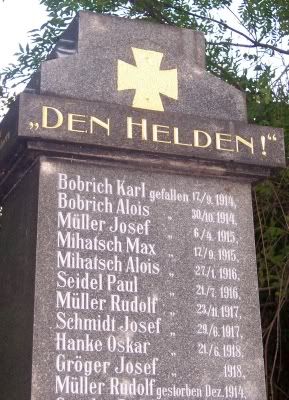 „DEN HELDEN!“
Bobrich Karl gefallen 17/9. 1914.
Bobrich Alois „ 30/10. 1914.
Müller Josef „ 6/4. 1915.
Mihatsch Max „ 17/9. 1915.
Mihatsch Alois „ 27/1. 1916.
Seidel Paul „ 21/7. 1916.
Müller Rudolf „ 23/11. 1917.
Schmidt Josef „ 29/6. 1917.
Hanke Oskar „ 21/6. 1918.
Gröger Josef „ 1918.
Müller Rudolf gestorben Dez. 1914.